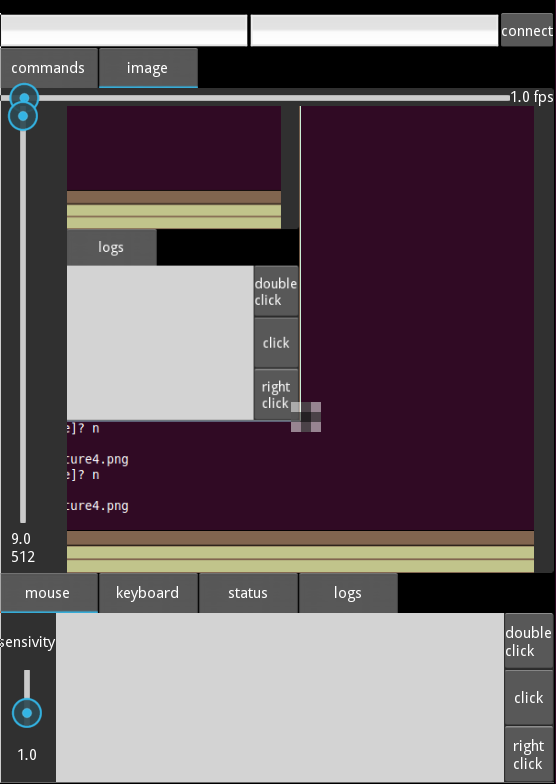 connect
commands
image
1.0 fps
logs
double
click
click
right
click
e]? n
ture4.png
e]? n
ture4.png
9.0
512
mouse
keyboard
status
logs
sensivity
double
click
click
1.0
right
click